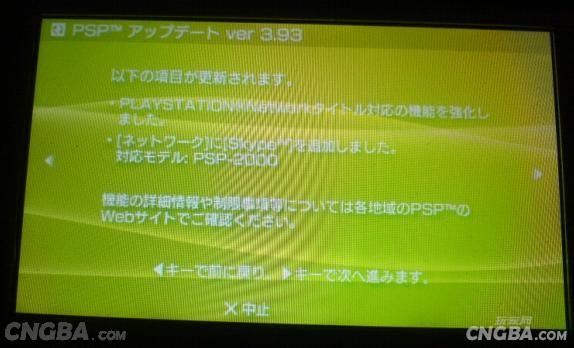 PSP™ アップデート ver 3.93
以下の項目が更新されます。
・PLAYSTATION®Networkタイトル対応の機能を強化し
ました。
・[ネットワーク]に[Skype™]を追加しました。
対応モデル: PSP-2000
機能の詳細情報や制限事項等については各地域のPSP™の
Webサイトでご確認ください。
◀キーで前に戻り、▶キーで次へ進みます。
✕ 中止
CNGBA.COM
玩家网
CNGBA.COM